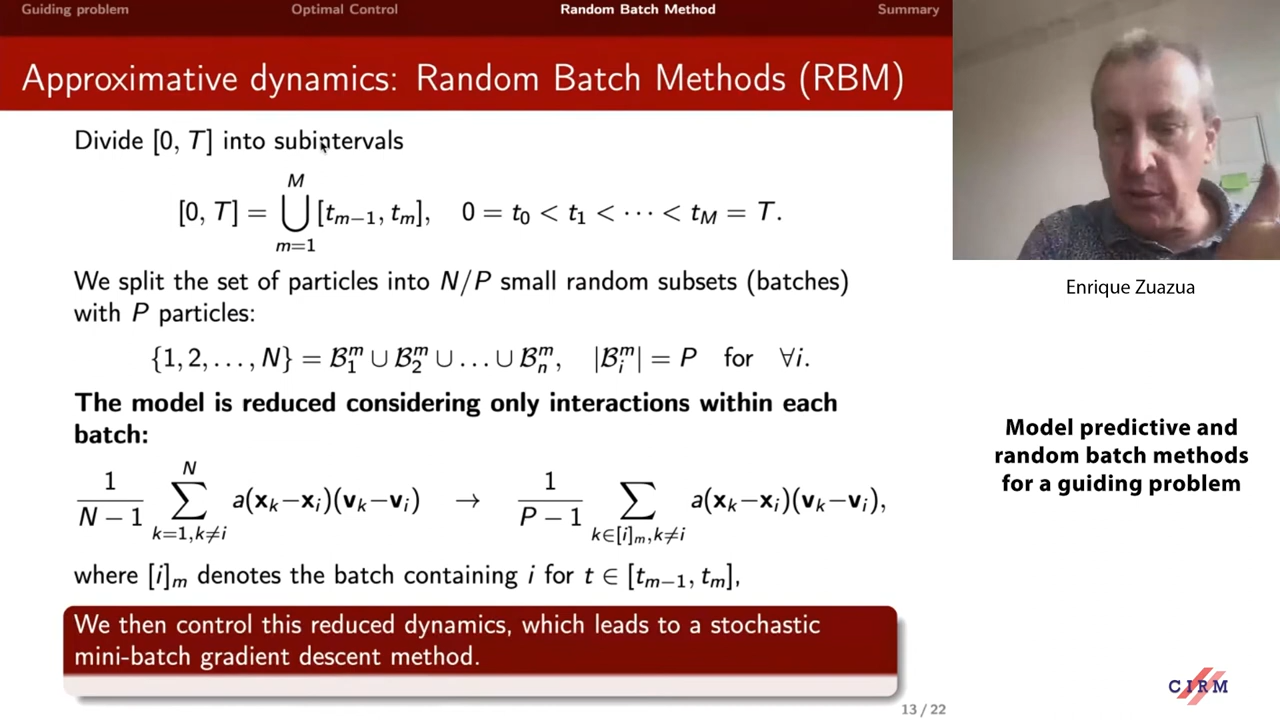 Guiding problem Optimal Control Random Batch Method Summary
Approximative dynamics: Random Batch Methods (RBM)
Divide [0, T] into subintervals
[0, T] = ⋃_{m=1}^{M} [t_{m−1}, t_m], 0 = t_0 < t_1 < ··· < t_M = T.
We split the set of particles into N/P small random subsets (batches)
with P particles:
{1, 2, . . . , N} = ℬ_1^m ∪ ℬ_2^m ∪ . . . ∪ ℬ_n^m, |ℬ_i^m| = P for ∀i.
The model is reduced considering only interactions within each
batch:
1/(N − 1) ∑_{k=1,k≠i}^{N} a(x_k−x_i)(v_k−v_i) → 1/(P − 1) ∑_{k∈[i]_m,k≠i} a(x_k−x_i)(v_k−v_i),
where [i]_m denotes the batch containing i for t ∈ [t_{m−1}, t_m],
We then control this reduced dynamics, which leads to a stochastic
mini-batch gradient descent method.
13 / 22
Enrique Zuazua
Model predictive and
random batch methods
for a guiding problem
CIRM